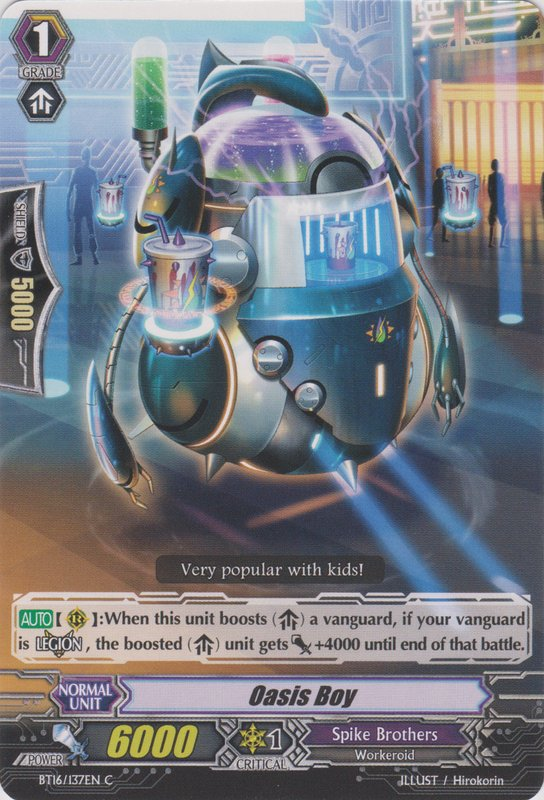 1
GRADE
SHIELD
5000
Very popular with kids!
AUTO【 R 】:When this unit boosts ( ) a vanguard, if your vanguard
is LEGION, the boosted ( ) unit gets +4000 until end of that battle.
NORMAL
UNIT
Oasis Boy
POWER
6000
1
CRITICAL
Spike Brothers
Workeroid
BT16/137EN C
ILLUST / Hirokorin